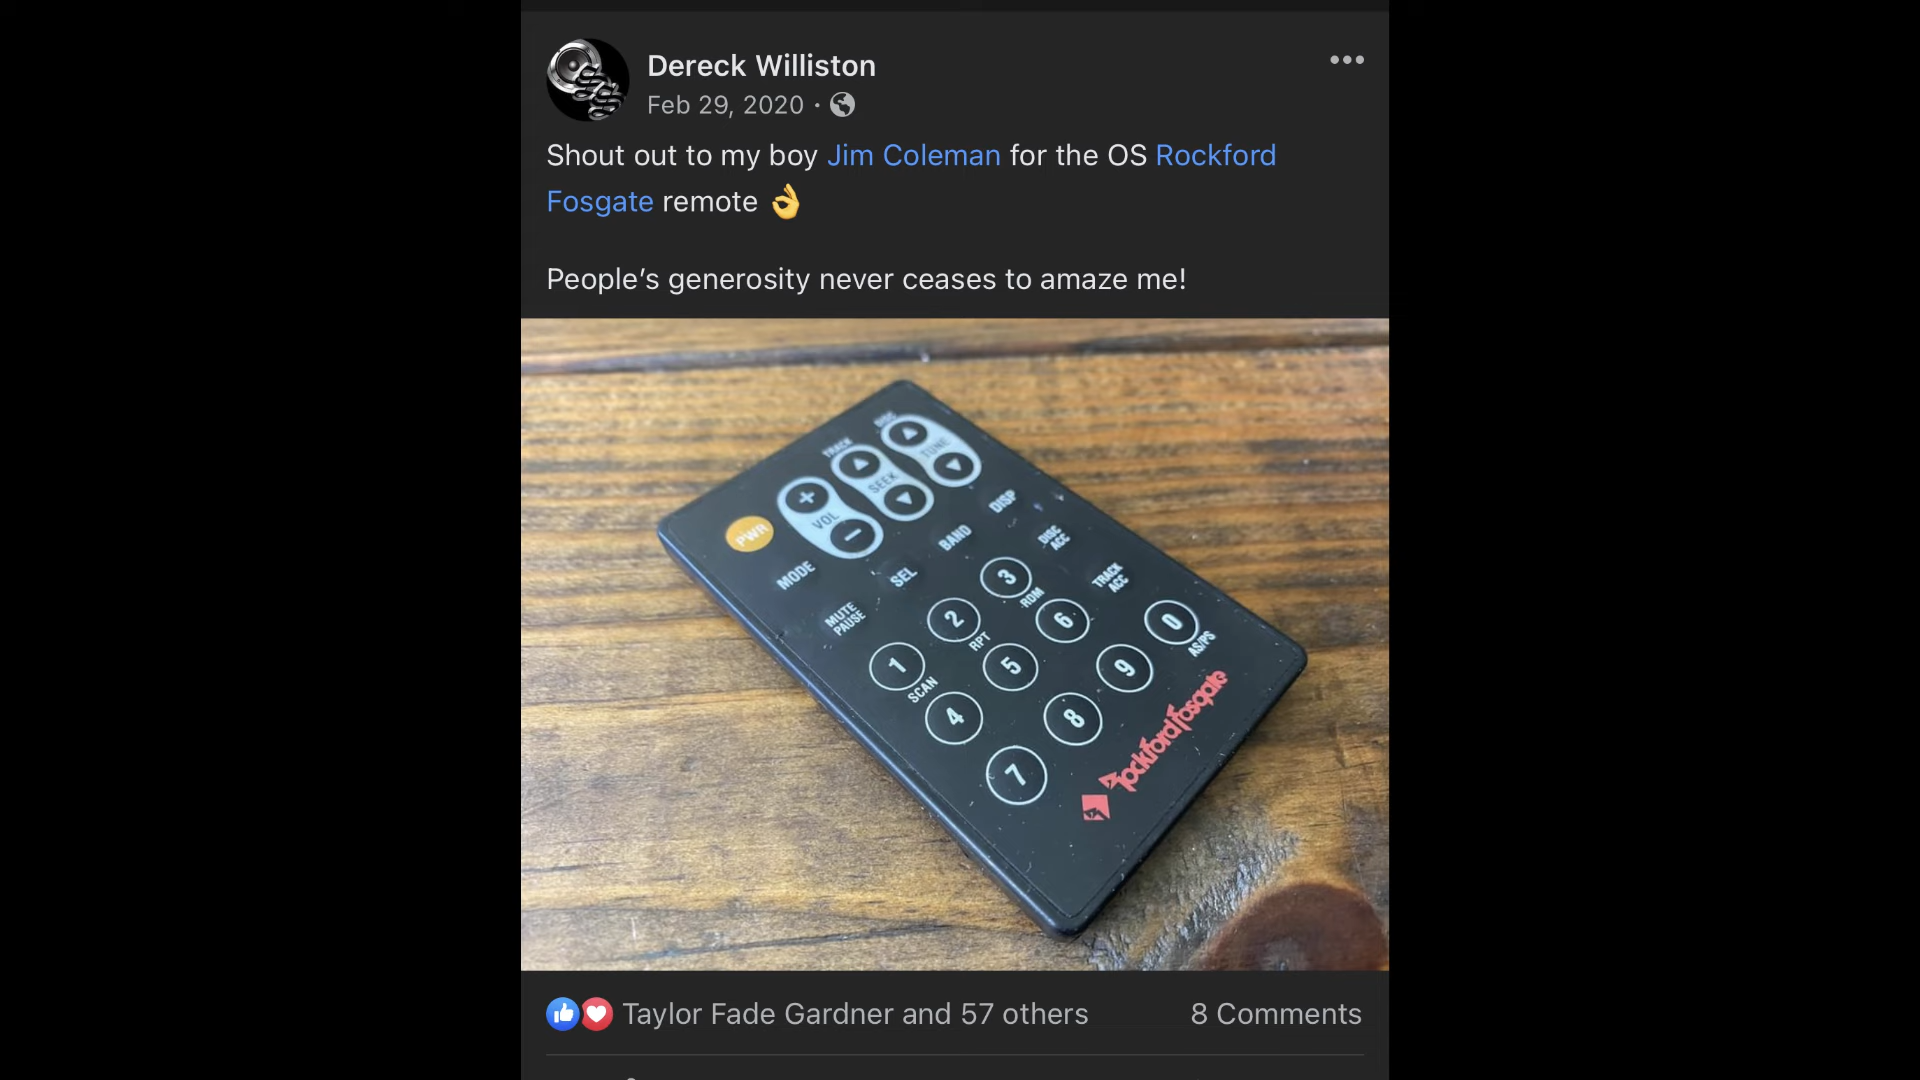 Dereck Williston
Feb 29, 2020 ·
Shout out to my boy Jim Coleman for the OS Rockford
Fosgate remote 👌
People’s generosity never ceases to amaze me!
DISC
TRACK
TUNE
SEEK
+
VOL
−
PWR
DISP
BAND
DISC
ACC
MODE
SEL
TRACK
ACC
MUTE
PAUSE
1
2
3
SCAN
RPT
RDM
4
5
6
7
8
9
0
AS/PS
Rockford Fosgate
Taylor Fade Gardner and 57 others
8 Comments